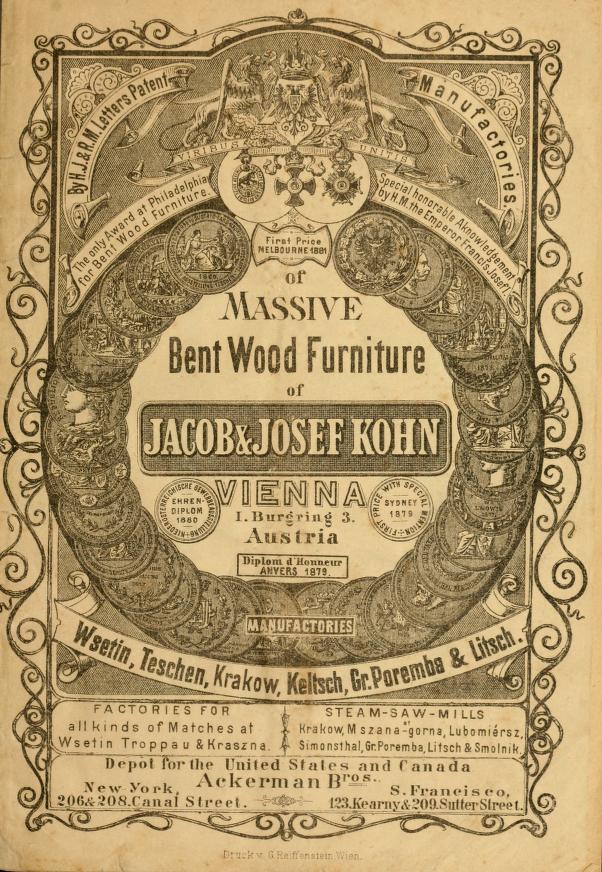 By H.J.& R.M. Letters Patent
Manufactories
VIRIBUS UNITIS
The only Award at Philadelphia
for Bent Wood Furniture.
Special honorable Aknowledgement
by H.M. the Emperor Francis Josef I
First Price
MELBOURNE 1881
of
MASSIVE
Bent Wood Furniture
of
JACOB & JOSEF KOHN
VIENNA
I. Burgring 3.
Austria
NIEDERÖSTERREICHISCHE GEWERBAUSSTELLUNG
EHREN-
DIPLOM
1880
FIRST PRICE WITH SPECIAL MENTION
SYDNEY
1879
Diplom d'Honneur
ANVERS 1879.
MANUFACTORIES
Wsetin, Teschen, Krakow, Keltsch, Gr. Poremba & Litsch.
FACTORIES FOR
all kinds of Matches at
Wsetin Troppau & Kraszna.
STEAM-SAW-MILLS
Krakow, Mszana-gorna, Lubomiérsz,
Simonsthal, Gr. Poremba, Litsch & Smolnik.
Depot for the United States and Canada
Ackerman Bros.
New-York,
206 & 208. Canal Street.
S. Francisco,
123. Kearny & 209. Sutter Street.
Druck v. G. Reiffenstein, Wien.